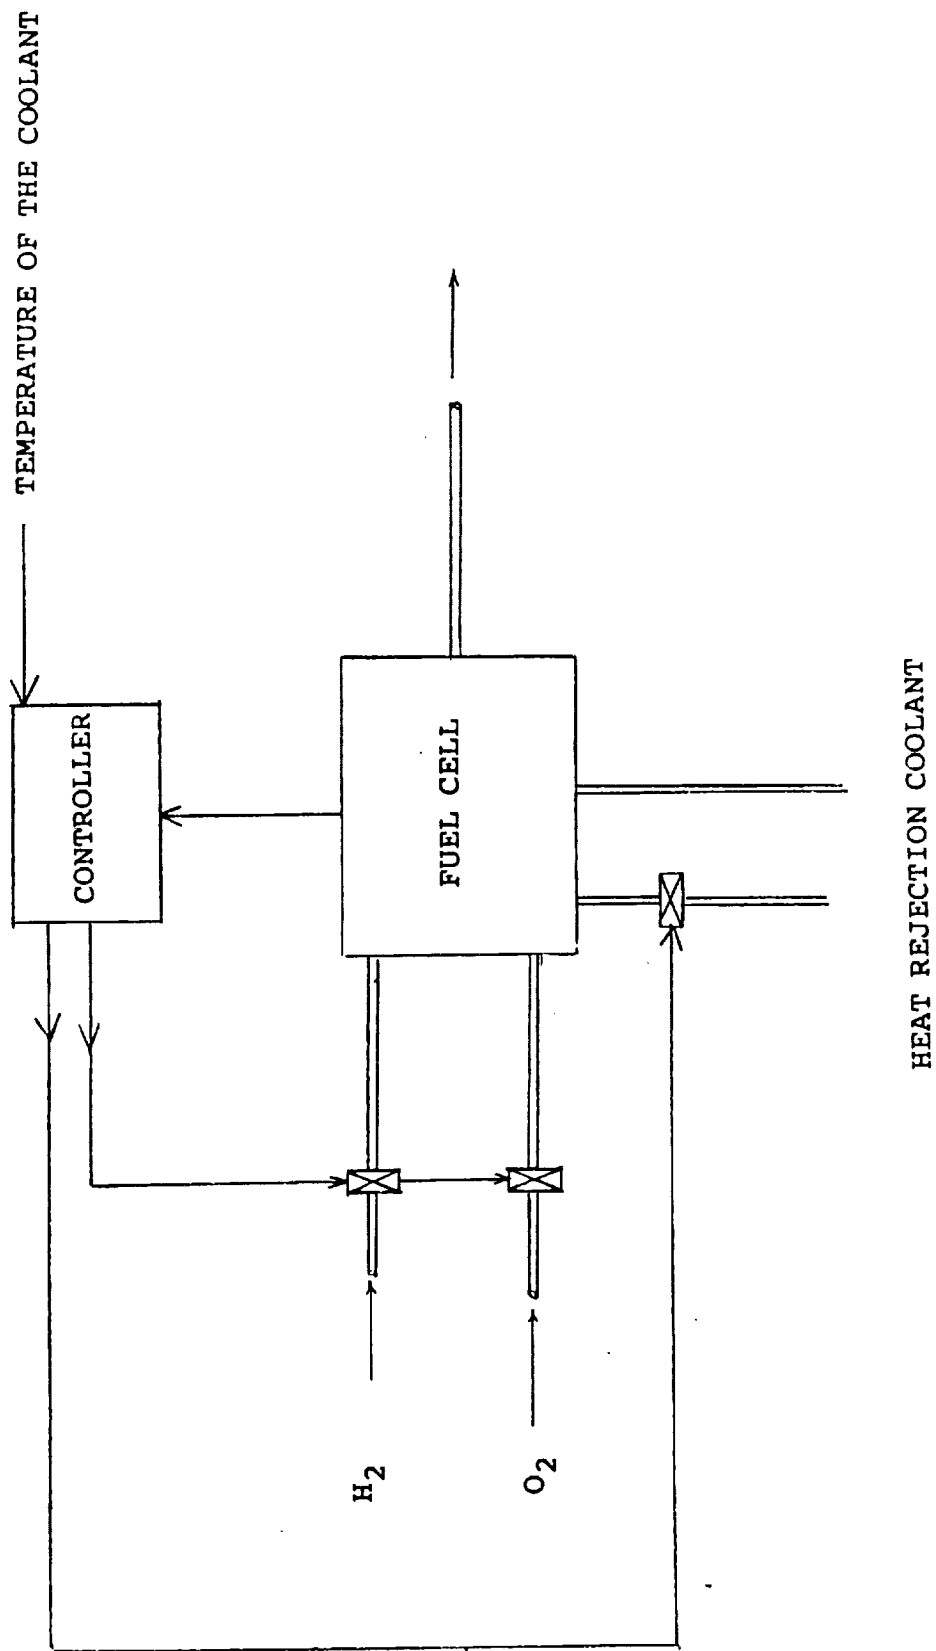 TEMPERATURE OF THE COOLANT
CONTROLLER
FUEL CELL
H2
O2
HEAT REJECTION COOLANT